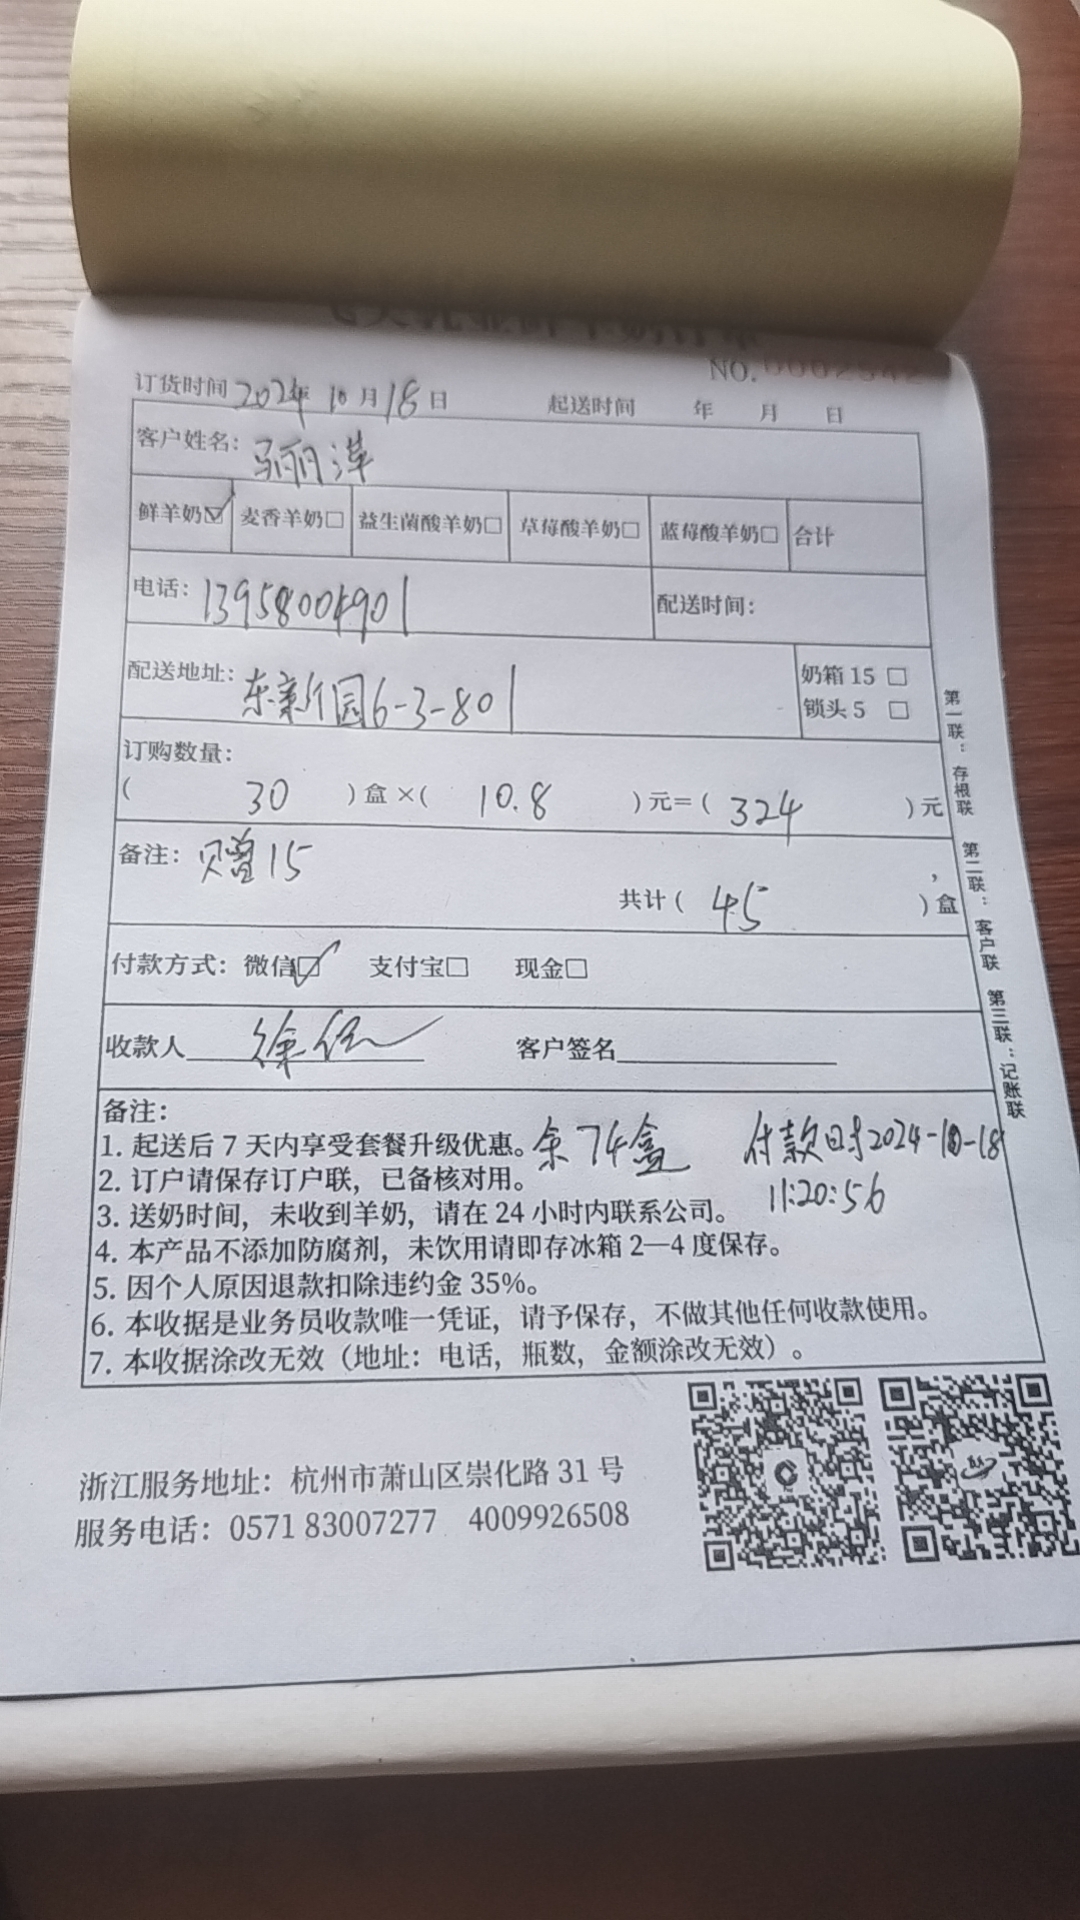 NO. 0002542
订货时间 2024年 10月18日 起送时间 年 月 日
客户姓名：马丽萍
鲜羊奶☑ 麦香羊奶□ 益生菌酸羊奶□ 草莓酸羊奶□ 蓝莓酸羊奶□ 合计
电话：13958004901 配送时间：
配送地址：东新园6-3-801 奶箱 15 □
锁头 5 □
订购数量：
( 30 ) 盒 × ( 10.8 ) 元＝ ( 324 ) 元
备注：赠15
共计 ( 45 ) 盒
付款方式：微信☑ 支付宝□ 现金□
收款人 徐伍 客户签名
备注：
1. 起送后 7 天内享受套餐升级优惠。余74盒 付款时2024-10-18
2. 订户请保存订户联，已备核对用。 11:20:56
3. 送奶时间，未收到羊奶，请在 24 小时内联系公司。
4. 本产品不添加防腐剂，未饮用请即存冰箱 2—4 度保存。
5. 因个人原因退款扣除违约金 35%。
6. 本收据是业务员收款唯一凭证，请予保存，不做其他任何收款使用。
7. 本收据涂改无效（地址：电话，瓶数，金额涂改无效）。
第一联：存根联 第二联：客户联 第三联：记账联
浙江服务地址：杭州市萧山区崇化路 31 号
服务电话：0571 83007277 4009926508